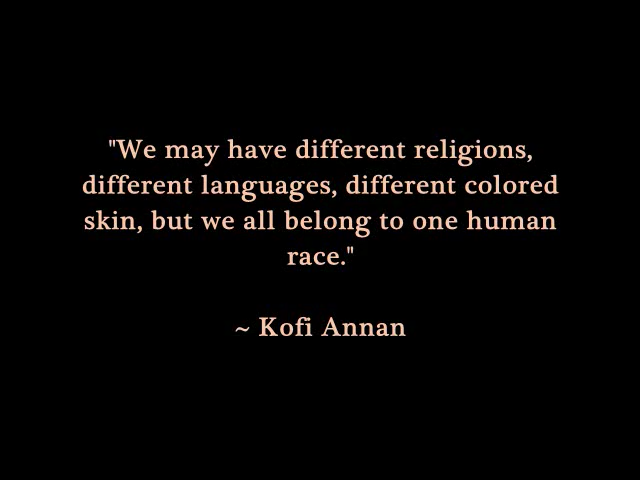 "We may have different religions,
different languages, different colored
skin, but we all belong to one human
race."
~ Kofi Annan